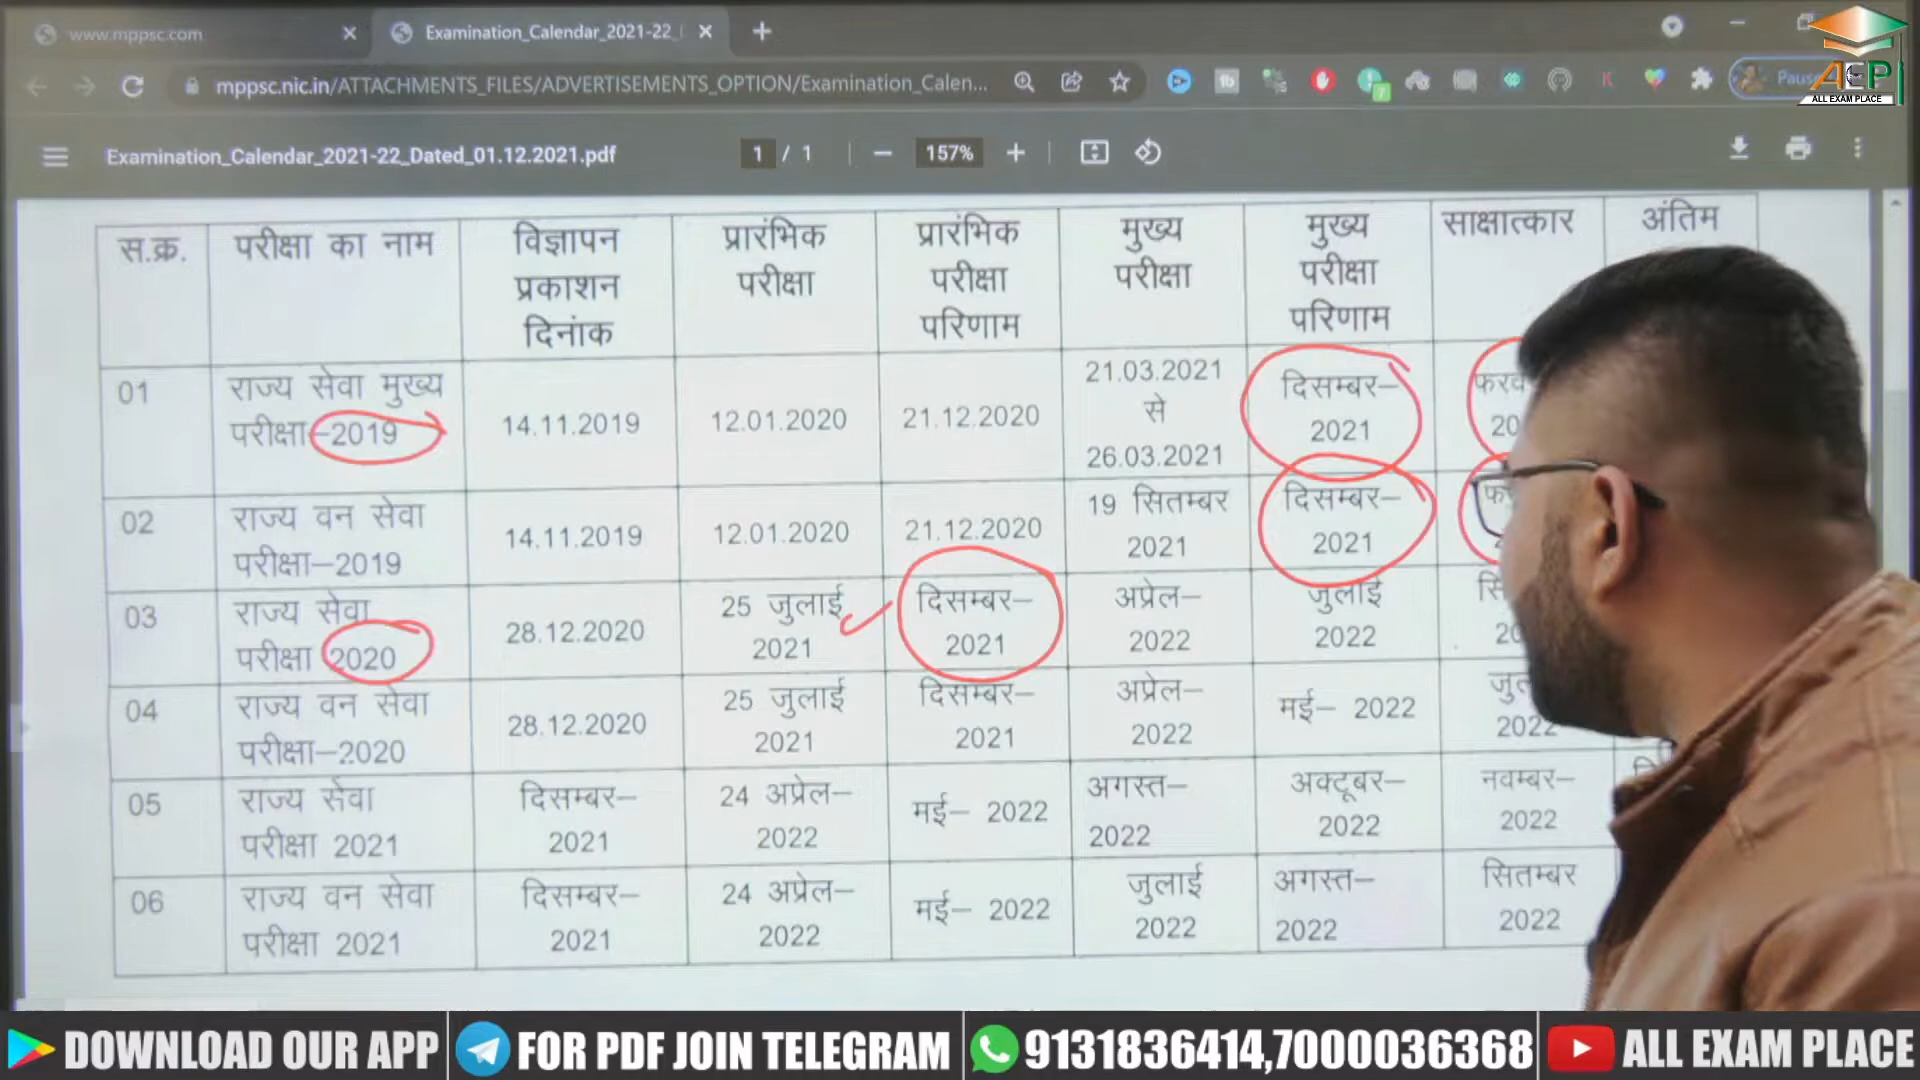 www.mppsc.com
Examination_Calendar_2021-22_
mppsc.nic.in/ATTACHMENTS_FILES/ADVERTISEMENTS_OPTION/Examination_Calen...
AEP
ALL EXAM PLACE
Examination_Calendar_2021-22_Dated_01.12.2021.pdf
1 / 1
157%
स.क्र. परीक्षा का नाम विज्ञापन प्रकाशन दिनांक प्रारंभिक परीक्षा प्रारंभिक परीक्षा परिणाम मुख्य परीक्षा मुख्य परीक्षा परिणाम साक्षात्कार अंतिम
01 राज्य सेवा मुख्य परीक्षा–2019 14.11.2019 12.01.2020 21.12.2020 21.03.2021 से 26.03.2021 दिसम्बर– 2021
02 राज्य वन सेवा परीक्षा–2019 14.11.2019 12.01.2020 21.12.2020 19 सितम्बर 2021 दिसम्बर– 2021
03 राज्य सेवा परीक्षा 2020 28.12.2020 25 जुलाई 2021 दिसम्बर– 2021 अप्रेल– 2022 जुलाई 2022
04 राज्य वन सेवा परीक्षा–2020 28.12.2020 25 जुलाई 2021 दिसम्बर– 2021 अप्रेल– 2022 मई– 2022 2022
05 राज्य सेवा परीक्षा 2021 दिसम्बर– 2021 24 अप्रेल– 2022 मई– 2022 अगस्त– 2022 अक्टूबर– 2022 नवम्बर– 2022
06 राज्य वन सेवा परीक्षा 2021 दिसम्बर– 2021 24 अप्रेल– 2022 मई– 2022 जुलाई 2022 अगस्त– 2022 सितम्बर 2022
DOWNLOAD OUR APP
FOR PDF JOIN TELEGRAM
9131836414,7000036368
ALL EXAM PLACE